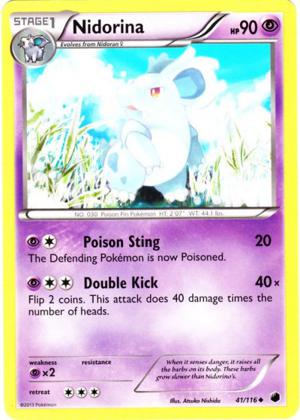 STAGE1
Nidorina
HP90
Evolves from Nidoran♀
NO. 030 Poison Pin Pokémon HT. 2'07" WT. 44.1 lbs.
Poison Sting 20
The Defending Pokémon is now Poisoned.
Double Kick 40×
Flip 2 coins. This attack does 40 damage times
the number of heads.
weakness resistance
×2
retreat
When it senses danger, it raises all
the barbs on its body. These barbs
grow slower than Nidorino's.
Illus. Atsuko Nishida
©2013 Pokémon
41/116